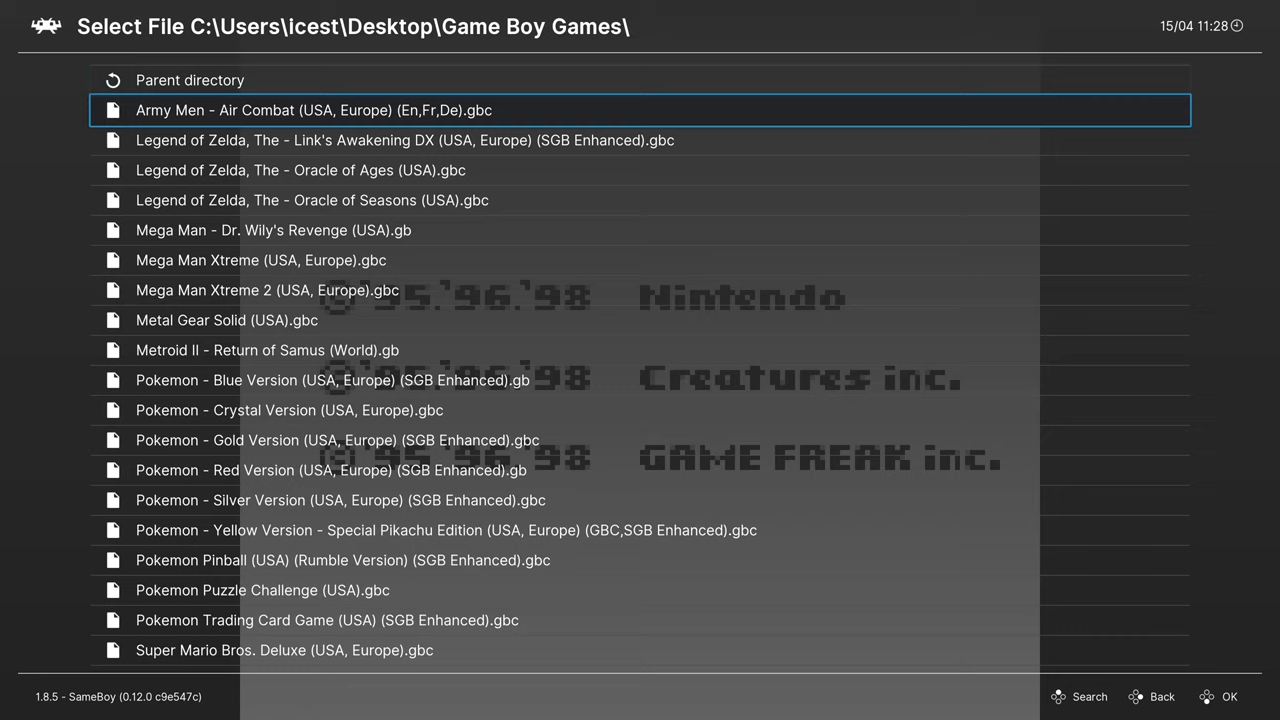 Select File C:\Users\icest\Desktop\Game Boy Games\
15/04 11:28
Parent directory
Army Men - Air Combat (USA, Europe) (En,Fr,De).gbc
Legend of Zelda, The - Link's Awakening DX (USA, Europe) (SGB Enhanced).gbc
Legend of Zelda, The - Oracle of Ages (USA).gbc
Legend of Zelda, The - Oracle of Seasons (USA).gbc
Mega Man - Dr. Wily's Revenge (USA).gb
Mega Man Xtreme (USA, Europe).gbc
Mega Man Xtreme 2 (USA, Europe).gbc
©'95.'96.'98 Nintendo
Metal Gear Solid (USA).gbc
Metroid II - Return of Samus (World).gb
Pokemon - Blue Version (USA, Europe) (SGB Enhanced).gb
©'95.'96.'98 Creatures inc.
Pokemon - Crystal Version (USA, Europe).gbc
Pokemon - Gold Version (USA, Europe) (SGB Enhanced).gbc
©'95.'96.'98 GAME FREAK inc.
Pokemon - Red Version (USA, Europe) (SGB Enhanced).gb
Pokemon - Silver Version (USA, Europe) (SGB Enhanced).gbc
Pokemon - Yellow Version - Special Pikachu Edition (USA, Europe) (GBC,SGB Enhanced).gbc
Pokemon Pinball (USA) (Rumble Version) (SGB Enhanced).gbc
Pokemon Puzzle Challenge (USA).gbc
Pokemon Trading Card Game (USA) (SGB Enhanced).gbc
Super Mario Bros. Deluxe (USA, Europe).gbc
1.8.5 - SameBoy (0.12.0 c9e547c)
Search Back OK